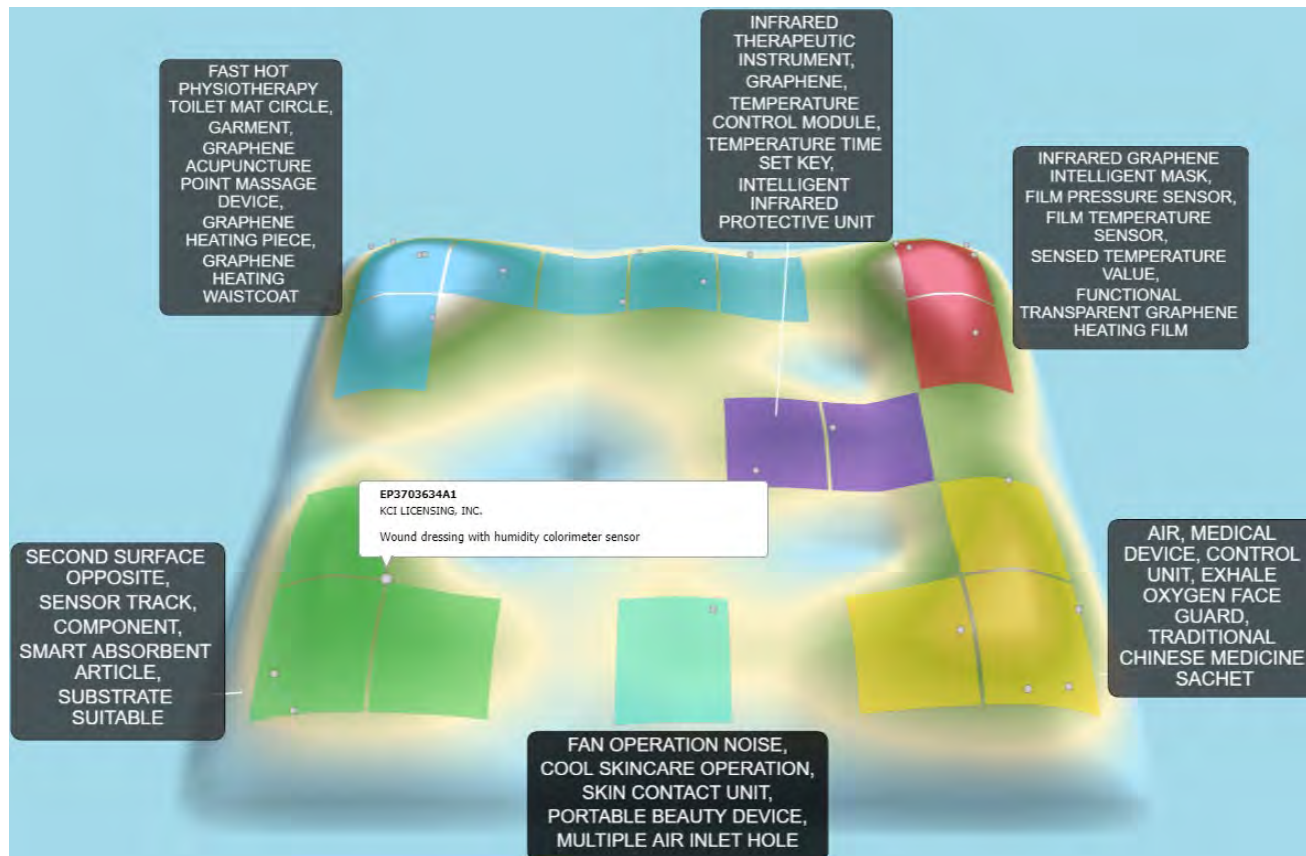 INFRARED
THERAPEUTIC
INSTRUMENT,
GRAPHENE,
TEMPERATURE
CONTROL MODULE,
TEMPERATURE TIME
SET KEY,
INTELLIGENT
INFRARED
PROTECTIVE UNIT
FAST HOT
PHYSIOTHERAPY
TOILET MAT CIRCLE,
GARMENT,
GRAPHENE
ACUPUNCTURE
POINT MASSAGE
DEVICE,
GRAPHENE
HEATING PIECE,
GRAPHENE
HEATING
WAISTCOAT
INFRARED GRAPHENE
INTELLIGENT MASK,
FILM PRESSURE SENSOR,
FILM TEMPERATURE
SENSOR,
SENSED TEMPERATURE
VALUE,
FUNCTIONAL
TRANSPARENT GRAPHENE
HEATING FILM
EP3703634A1
KCI LICENSING, INC.
Wound dressing with humidity colorimeter sensor
SECOND SURFACE
OPPOSITE,
SENSOR TRACK,
COMPONENT,
SMART ABSORBENT
ARTICLE,
SUBSTRATE
SUITABLE
AIR, MEDICAL
DEVICE, CONTROL
UNIT, EXHALE
OXYGEN FACE
GUARD,
TRADITIONAL
CHINESE MEDICINE
SACHET
FAN OPERATION NOISE,
COOL SKINCARE OPERATION,
SKIN CONTACT UNIT,
PORTABLE BEAUTY DEVICE,
MULTIPLE AIR INLET HOLE